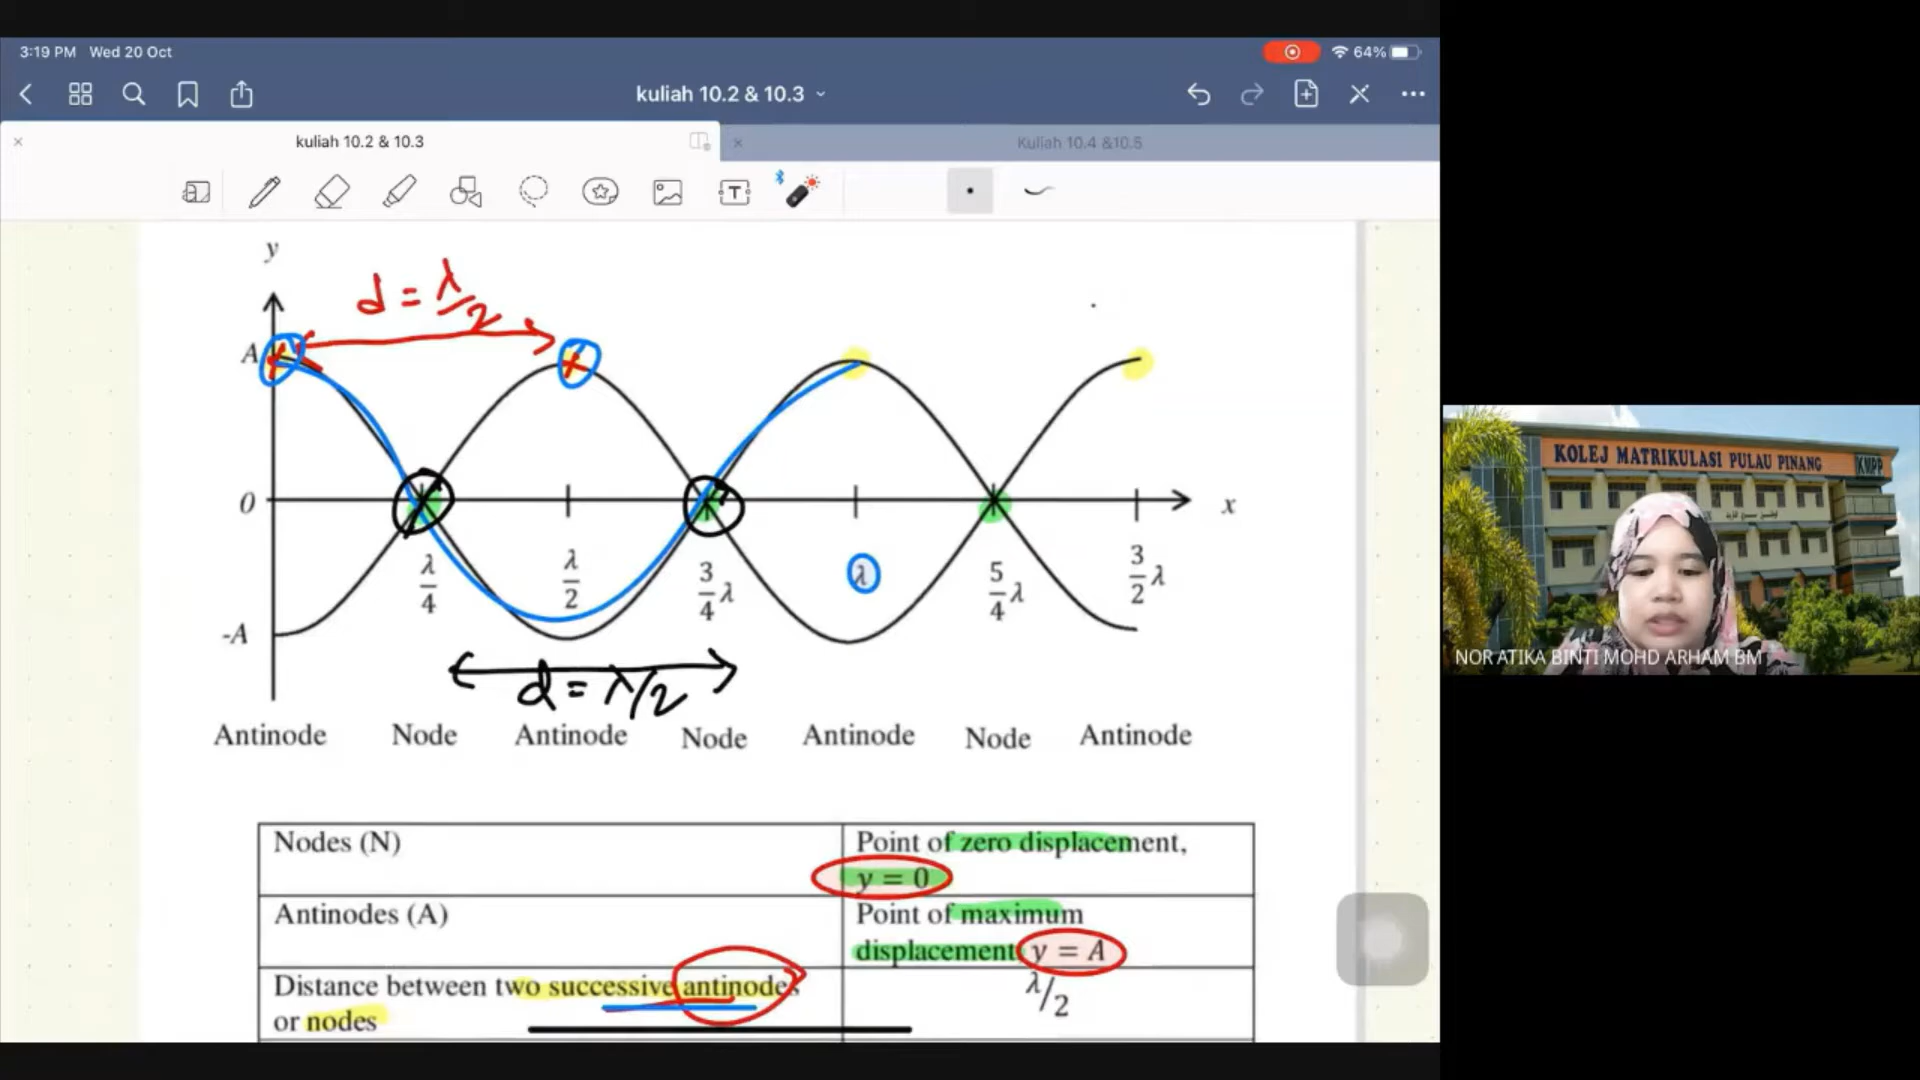 3:19 PM Wed 20 Oct
64%
kuliah 10.2 & 10.3
kuliah 10.2 & 10.3
Kuliah 10.4 &10.5
T
y
d = λ/2
A
0
x
λ/4
λ/2
3/4 λ
λ
5/4 λ
3/2 λ
-A
d = λ/2
Antinode Node Antinode Node Antinode Node Antinode
Nodes (N)
Point of zero displacement,
y = 0
Antinodes (A)
Point of maximum
displacement y = A
Distance between two successive antinodes
or nodes
λ/2
KOLEJ MATRIKULASI PULAU PINANG
KMPP
NOR ATIKA BINTI MOHD ARHAM BM